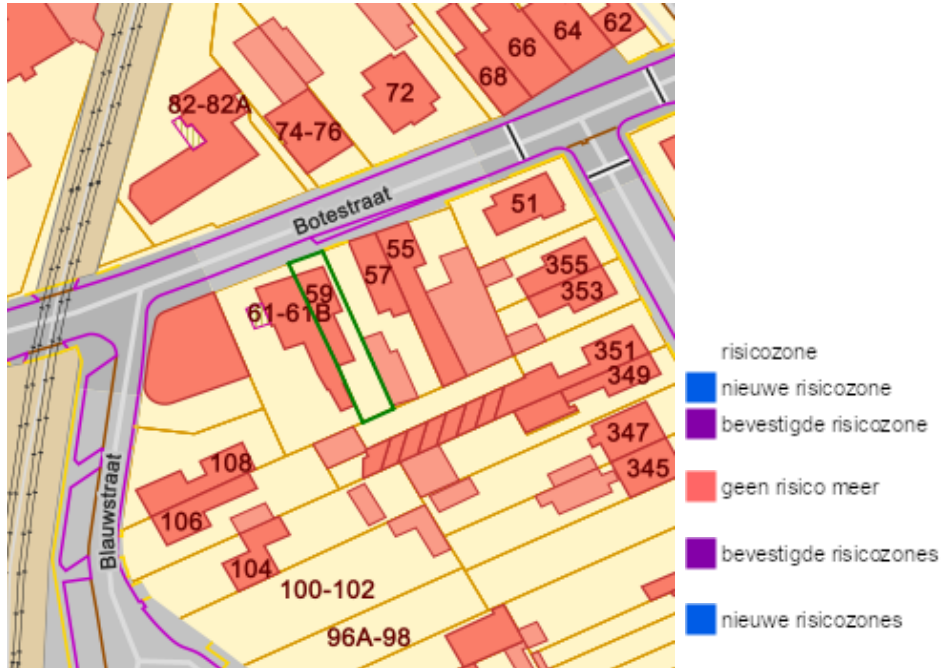 62
64
66
68
72
82-82A
74-76
Botestraat
51
55
57
355
353
59
61-61B
351
349
347
345
108
106
Blauwstraat
104
100-102
96A-98
risicozone
nieuwe risicozone
bevestigde risicozone
geen risico meer
bevestigde risicozones
nieuwe risicozones